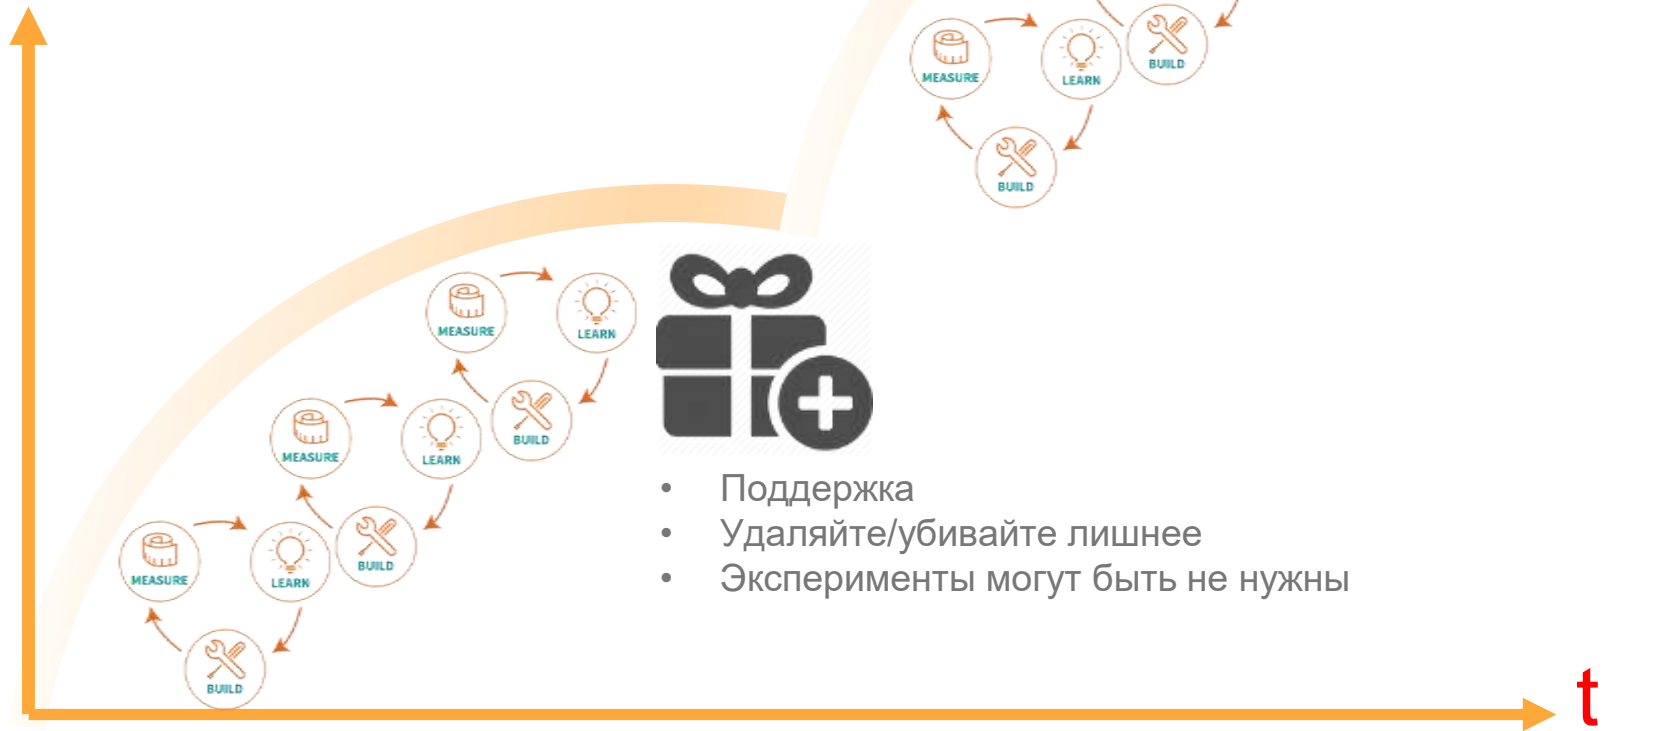 MEASURE
LEARN
BUILD
BUILD
MEASURE
LEARN
BUILD
MEASURE
LEARN
BUILD
MEASURE
LEARN
BUILD
• Поддержка
• Удаляйте/убивайте лишнее
• Эксперименты могут быть не нужны
t